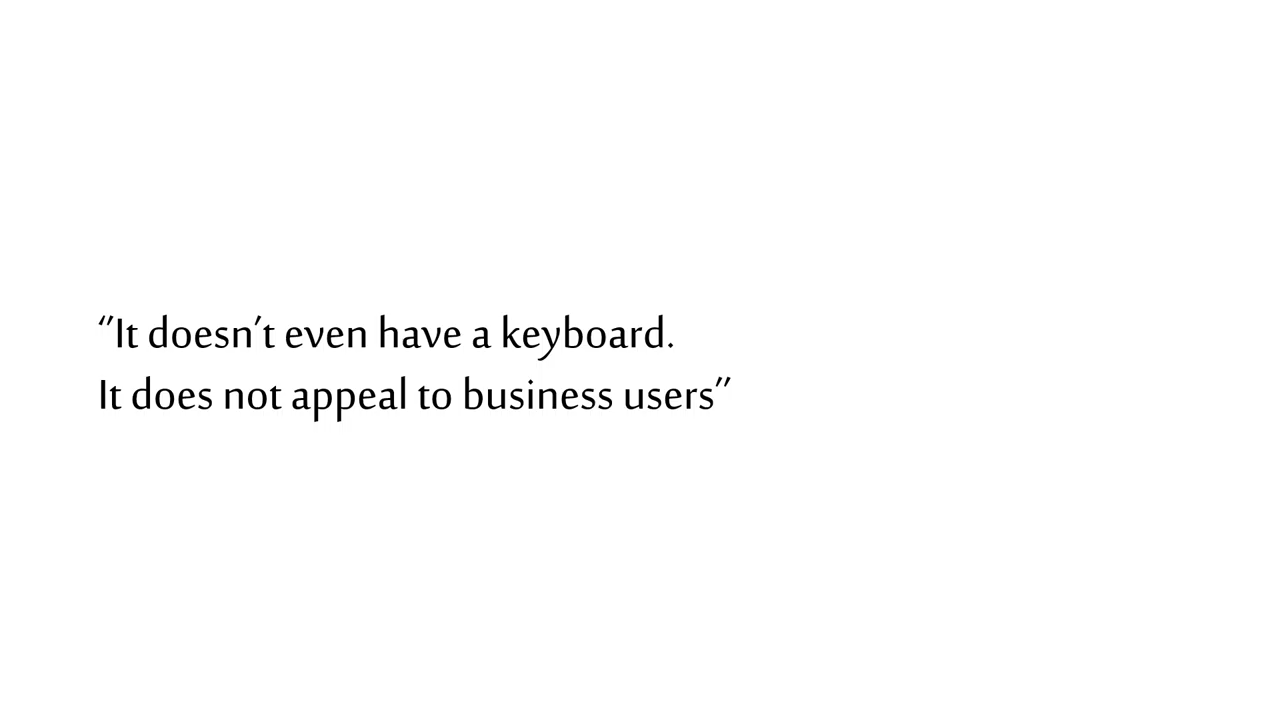 “It doesn’t even have a keyboard.
It does not appeal to business users”